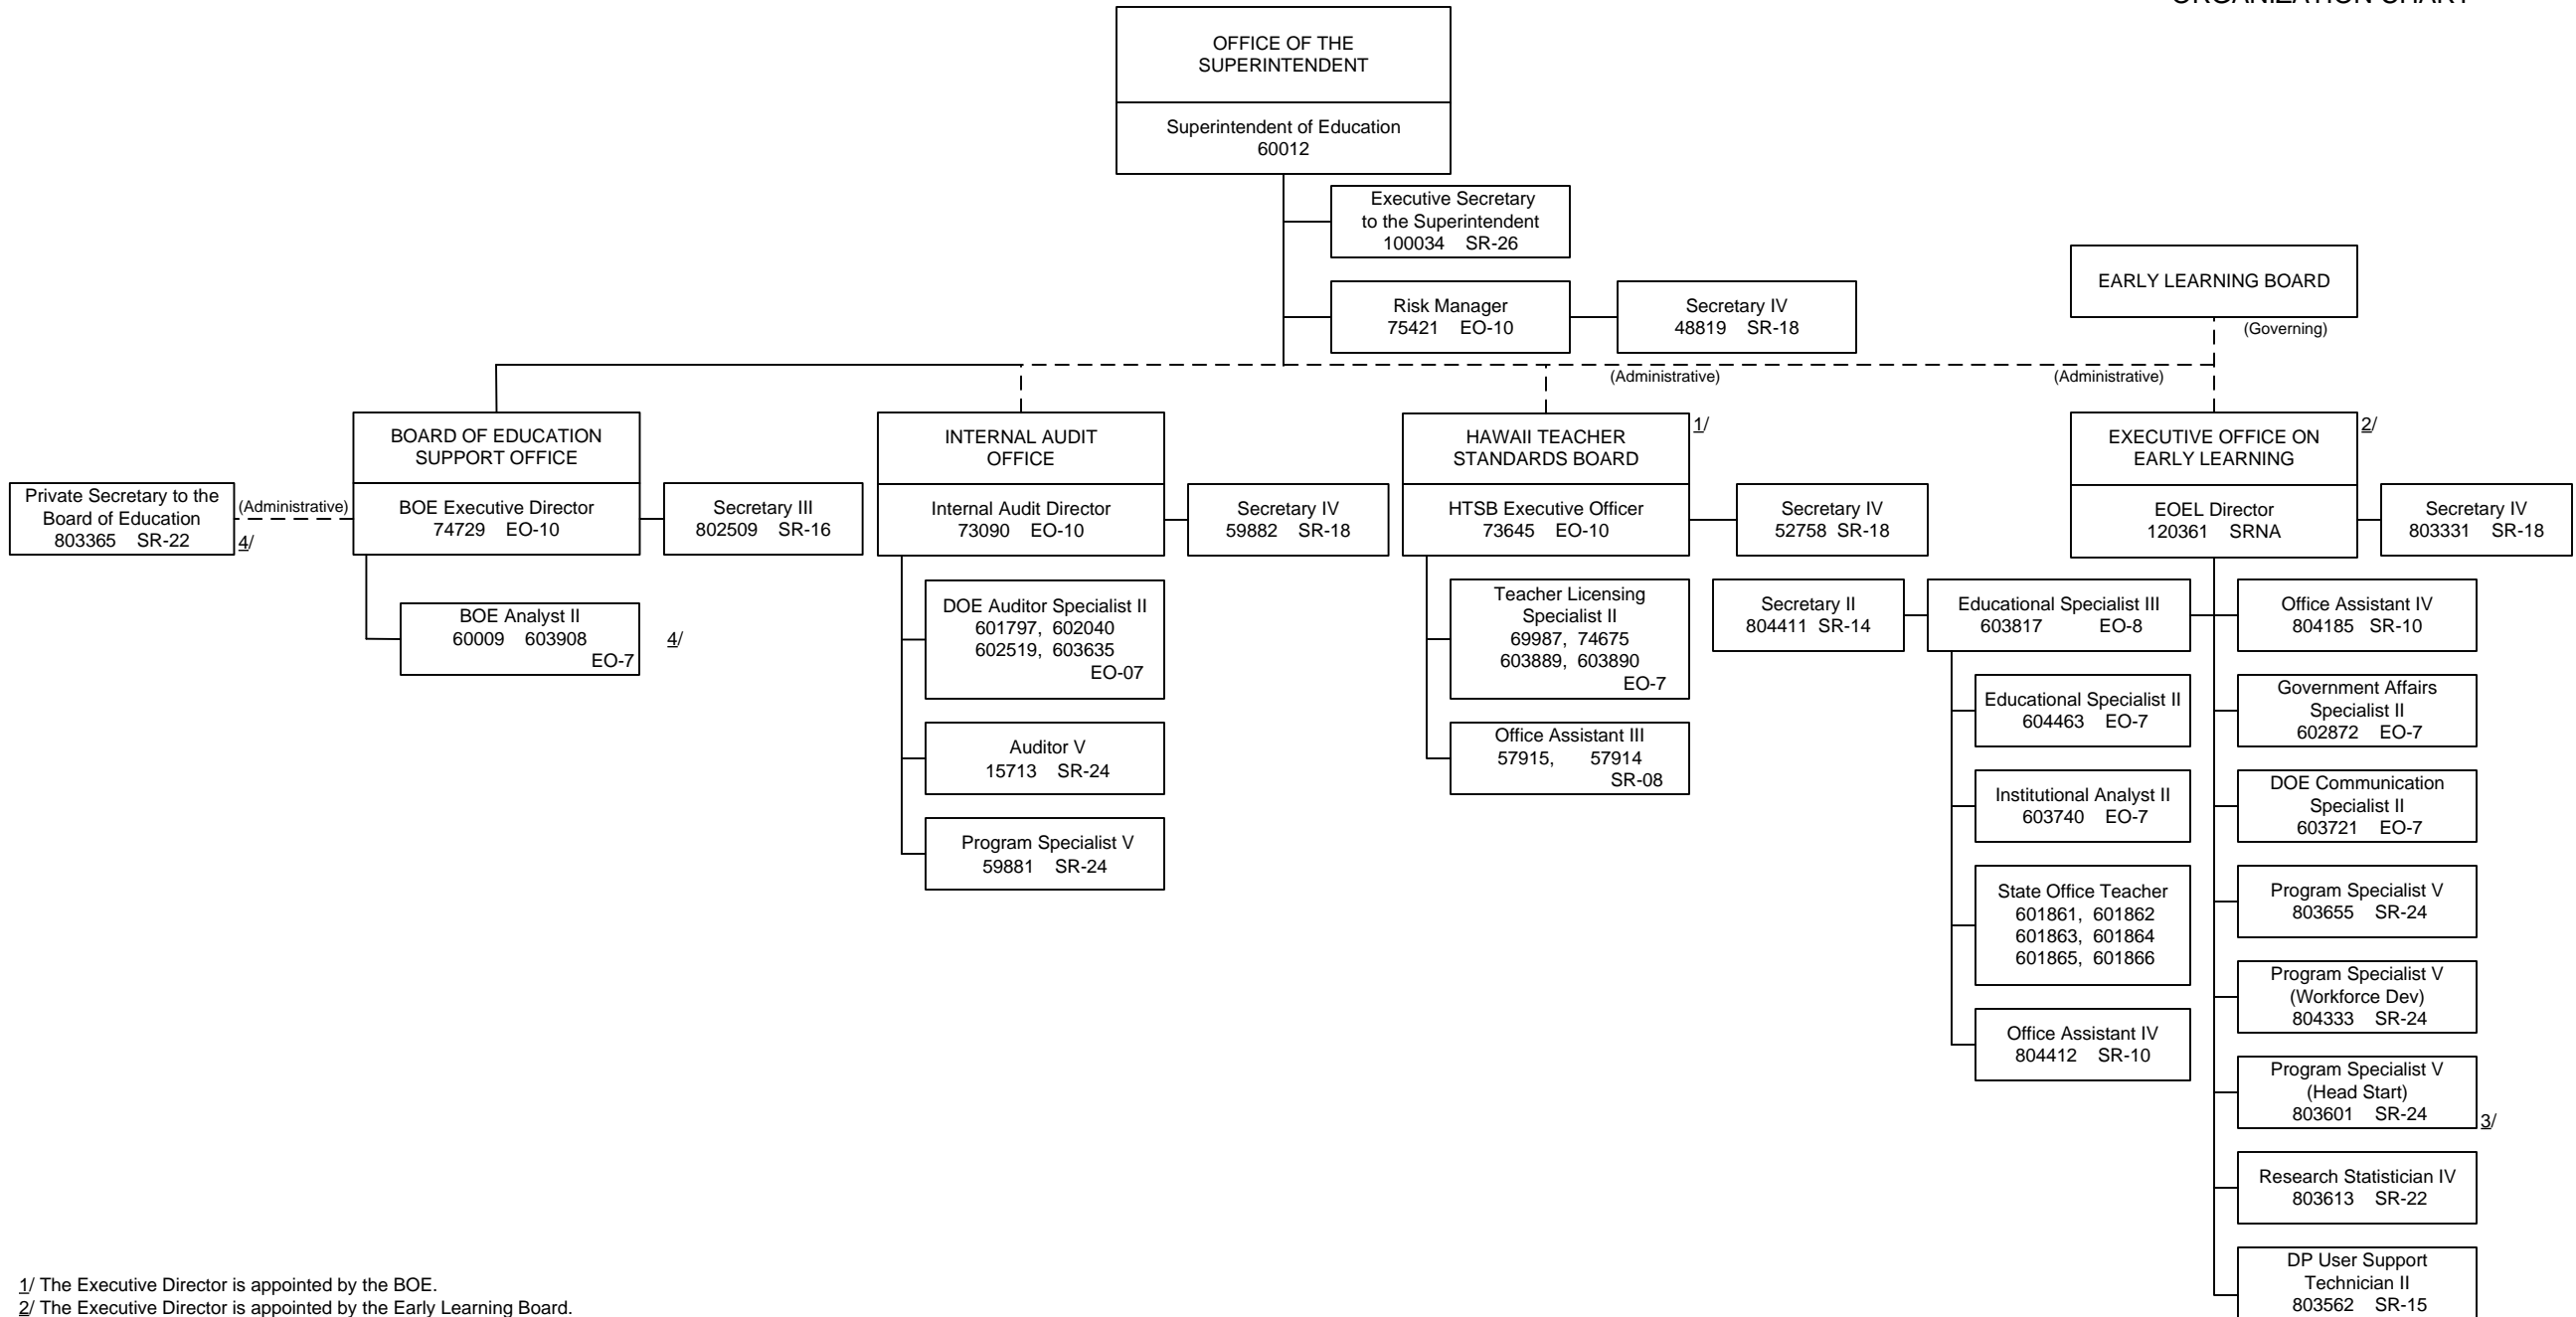 ORGANIZATION CHART
OFFICE OF THE
SUPERINTENDENT
Superintendent of Education
60012
Executive Secretary
to the Superintendent
100034 SR-26
Risk Manager
75421 EO-10
Secretary IV
48819 SR-18
EARLY LEARNING BOARD
(Governing)
(Administrative)
(Administrative)
BOARD OF EDUCATION
SUPPORT OFFICE
BOE Executive Director
74729 EO-10
Private Secretary to the
Board of Education
803365 SR-22
(Administrative)
4/
Secretary III
802509 SR-16
BOE Analyst II
60009 603908
EO-7
4/
INTERNAL AUDIT
OFFICE
Internal Audit Director
73090 EO-10
Secretary IV
59882 SR-18
DOE Auditor Specialist II
601797, 602040
602519, 603635
EO-07
Auditor V
15713 SR-24
Program Specialist V
59881 SR-24
HAWAII TEACHER
STANDARDS BOARD
1/
HTSB Executive Officer
73645 EO-10
Secretary IV
52758 SR-18
Teacher Licensing
Specialist II
69987, 74675
603889, 603890
EO-7
Office Assistant III
57915, 57914
SR-08
EXECUTIVE OFFICE ON
EARLY LEARNING
2/
EOEL Director
120361 SRNA
Secretary IV
803331 SR-18
Secretary II
804411 SR-14
Educational Specialist III
603817 EO-8
Educational Specialist II
604463 EO-7
Institutional Analyst II
603740 EO-7
State Office Teacher
601861, 601862
601863, 601864
601865, 601866
Office Assistant IV
804412 SR-10
Office Assistant IV
804185 SR-10
Government Affairs
Specialist II
602872 EO-7
DOE Communication
Specialist II
603721 EO-7
Program Specialist V
803655 SR-24
Program Specialist V
(Workforce Dev)
804333 SR-24
Program Specialist V
(Head Start)
803601 SR-24
3/
Research Statistician IV
803613 SR-22
DP User Support
Technician II
803562 SR-15
1/ The Executive Director is appointed by the BOE.
2/ The Executive Director is appointed by the Early Learning Board.